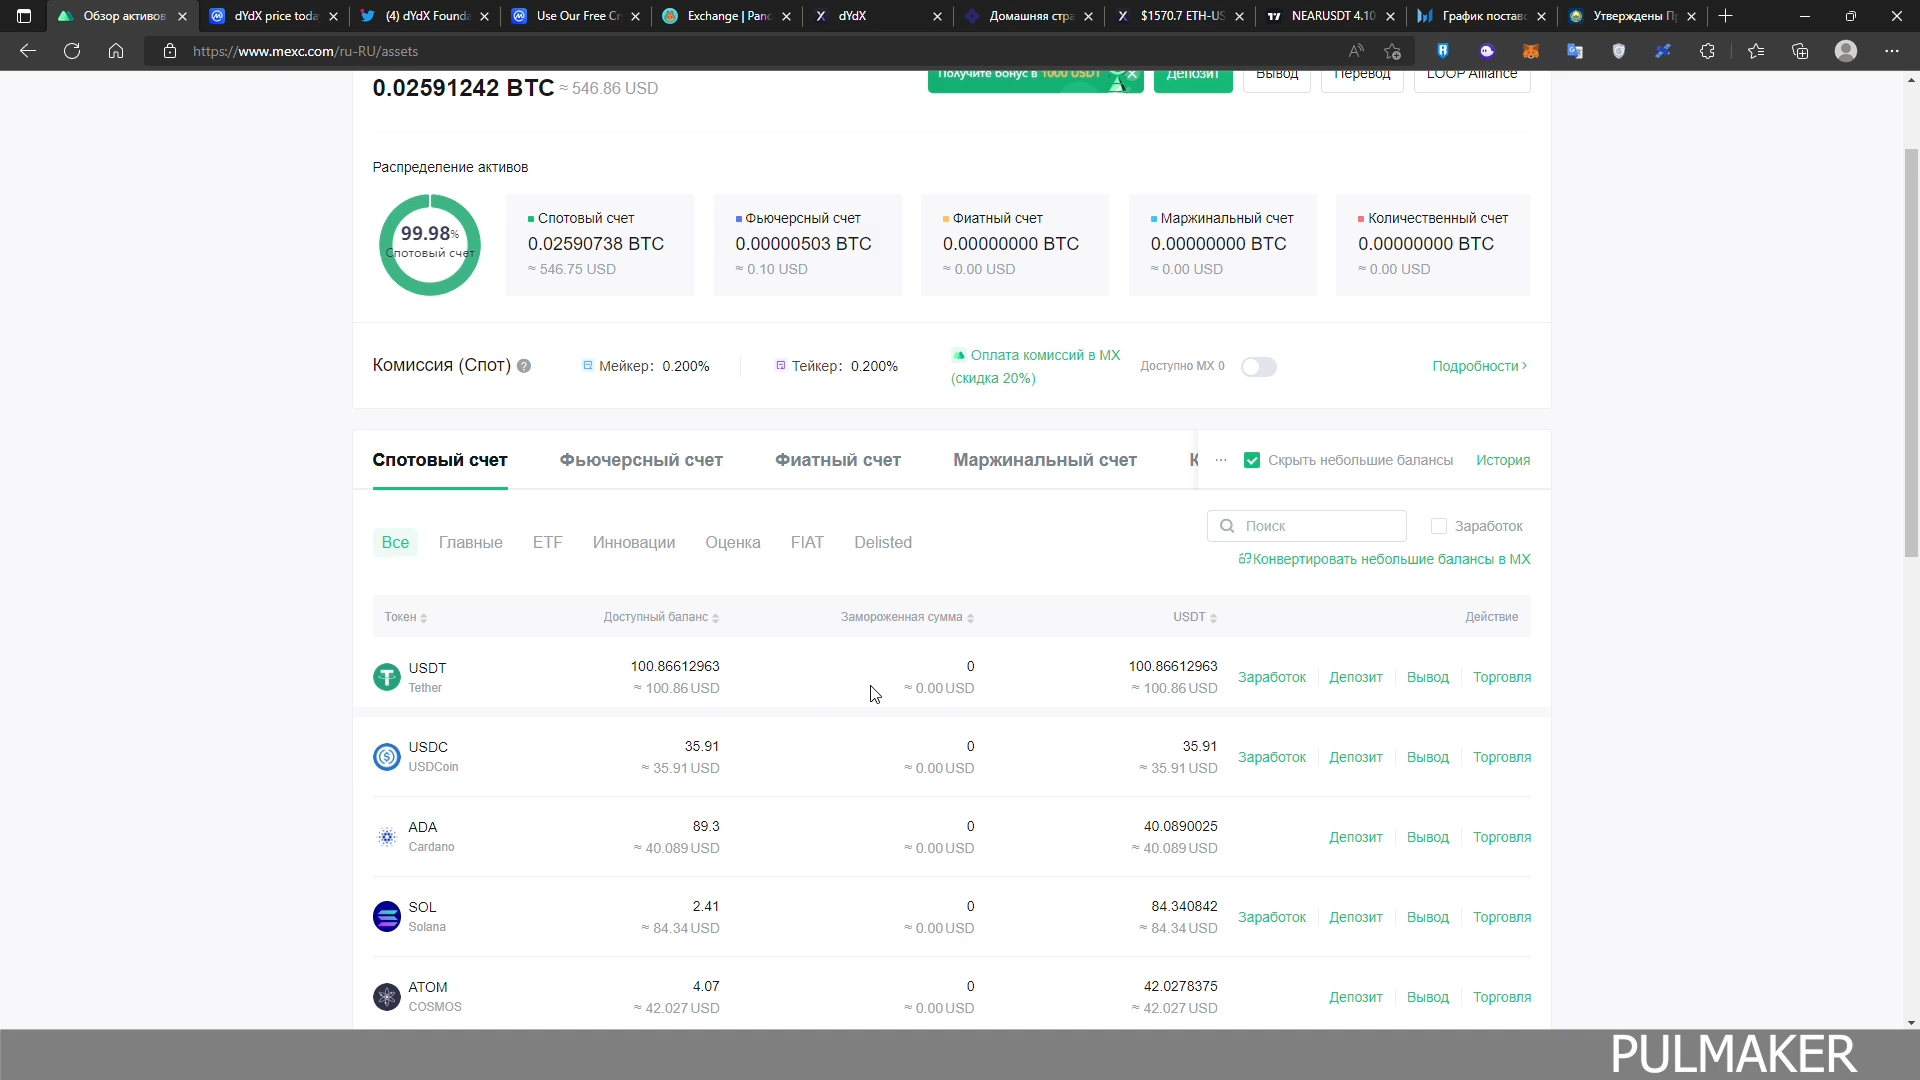 Обзор активов
dYdX price toda
(4) dYdX Founda
Use Our Free Cr
Exchange | Panc
dYdX
Домашняя стра
$1570.7 ETH-US
NEARUSDT 4.10
График постав
Утверждены П
https://www.mexc.com/ru-RU/assets
0.02591242 BTC ≈ 546.86 USD
Получите бонус в 1000 USDT
Депозит
Вывод
Перевод
LOOP Alliance
Распределение активов
99.98%
Спотовый счет
Спотовый счет
0.02590738 BTC
≈ 546.75 USD
Фьючерсный счет
0.00000503 BTC
≈ 0.10 USD
Фиатный счет
0.00000000 BTC
≈ 0.00 USD
Маржинальный счет
0.00000000 BTC
≈ 0.00 USD
Количественный счет
0.00000000 BTC
≈ 0.00 USD
Комиссия (Спот) ?
Мейкер: 0.200%
Тейкер: 0.200%
Оплата комиссий в MX
(скидка 20%)
Доступно MX 0
Подробности >
Спотовый счет
Фьючерсный счет
Фиатный счет
Маржинальный счет
К
...
Скрыть небольшие балансы
История
Все
Главные
ETF
Инновации
Оценка
FIAT
Delisted
Поиск
Заработок
Конвертировать небольшие балансы в MX
Токен
Доступный баланс
Замороженная сумма
USDT
Действие
USDT
Tether
100.86612963
≈ 100.86 USD
0
≈ 0.00 USD
100.86612963
≈ 100.86 USD
Заработок
Депозит
Вывод
Торговля
USDC
USDCoin
35.91
≈ 35.91 USD
0
≈ 0.00 USD
35.91
≈ 35.91 USD
Заработок
Депозит
Вывод
Торговля
ADA
Cardano
89.3
≈ 40.089 USD
0
≈ 0.00 USD
40.0890025
≈ 40.089 USD
Депозит
Вывод
Торговля
SOL
Solana
2.41
≈ 84.34 USD
0
≈ 0.00 USD
84.340842
≈ 84.34 USD
Заработок
Депозит
Вывод
Торговля
ATOM
COSMOS
4.07
≈ 42.027 USD
0
≈ 0.00 USD
42.0278375
≈ 42.027 USD
Депозит
Вывод
Торговля
PULMAKER